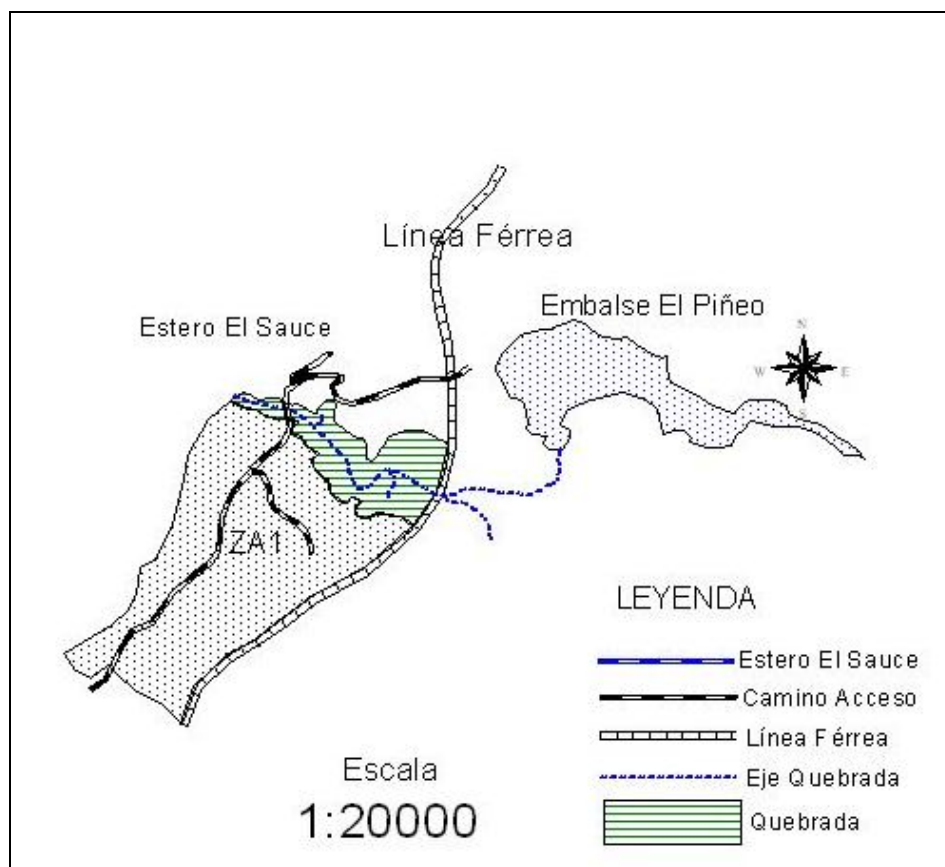 Línea Férrea
Embalse El Piñeo
Estero El Sauce
N
W E
S
ZA1
LEYENDA
Estero El Sauce
Camino Acceso
Línea Férrea
Eje Quebrada
Quebrada
Escala
1:20000